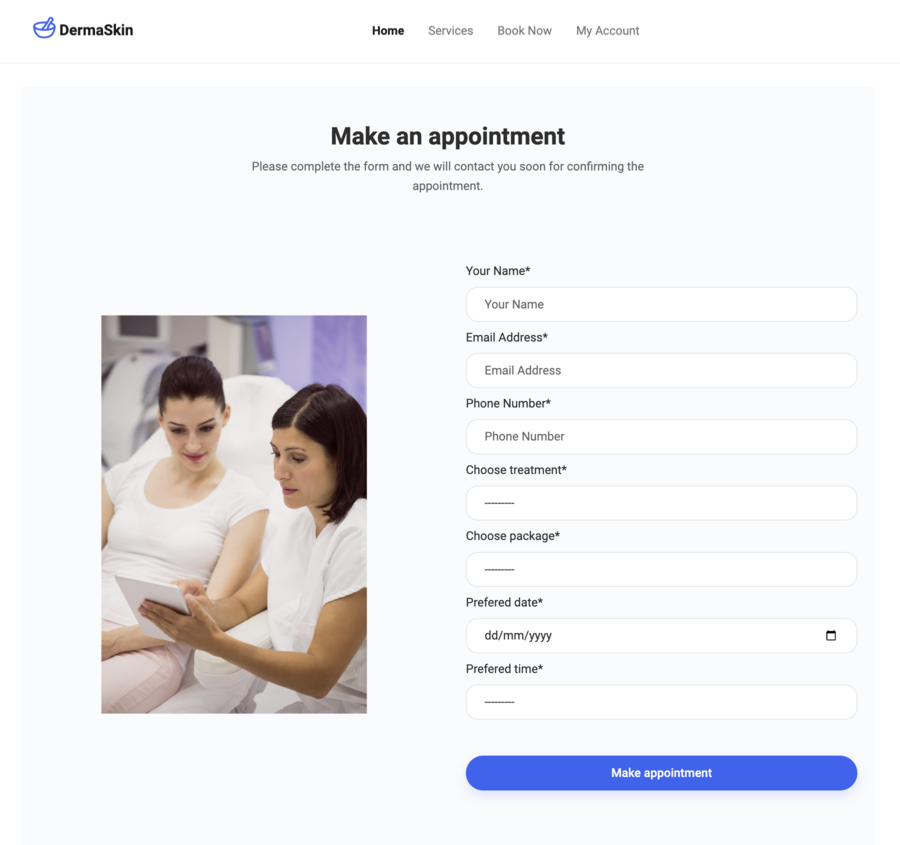 DermaSkin
Home
Services
Book Now
My Account
Make an appointment
Please complete the form and we will contact you soon for confirming the
appointment.
Your Name*
Your Name
Email Address*
Email Address
Phone Number*
Phone Number
Choose treatment*
---------
Choose package*
---------
Prefered date*
dd/mm/yyyy
Prefered time*
---------
Make appointment